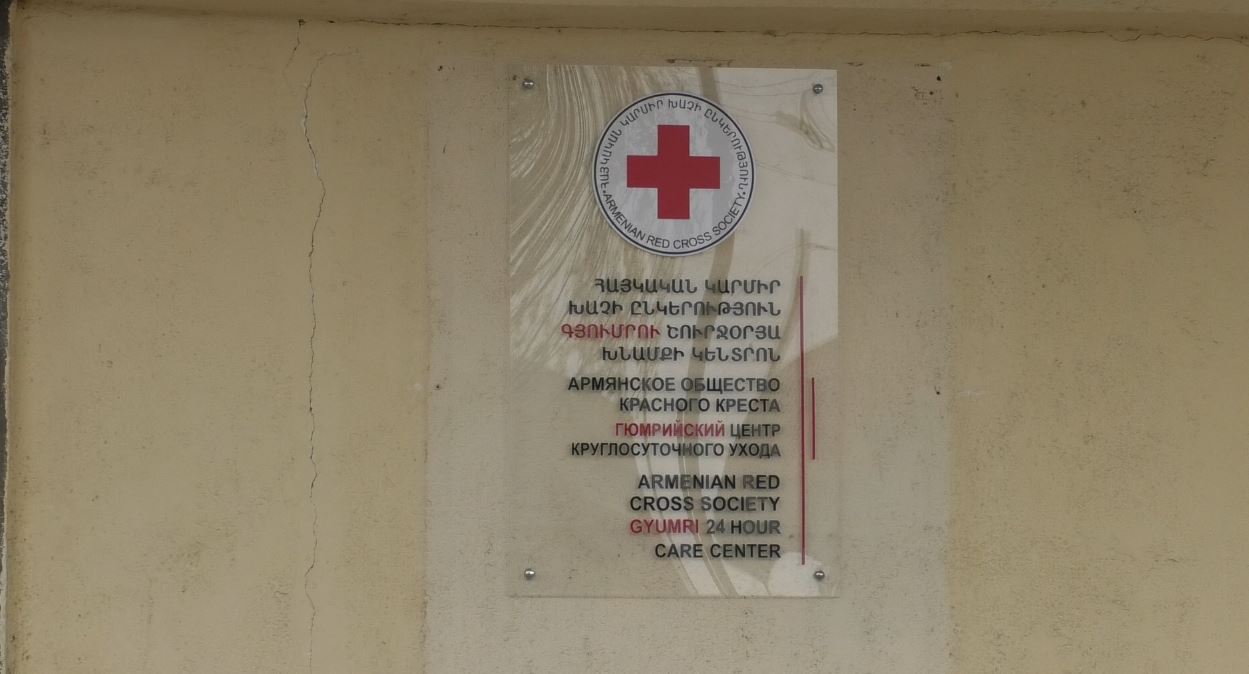 ՀԱՅԿԱԿԱՆ ԿԱՐՄԻՐ ԽԱՉԻ ԸՆԿԵՐՈՒԹՅՈՒՆ
ARMENIAN RED CROSS SOCIETY
ՀԱՅԿԱԿԱՆ ԿԱՐՄԻՐ
ԽԱՉԻ ԸՆԿԵՐՈՒԹՅՈՒՆ
ԳՅՈՒՄՐՈՒ ՇՈՒՐՋՕՐՅԱ
ԽՆԱՄՔԻ ԿԵՆՏՐՈՆ
АРМЯНСКОЕ ОБЩЕСТВО
КРАСНОГО КРЕСТА
ГЮМРИЙСКИЙ ЦЕНТР
КРУГЛОСУТОЧНОГО УХОДА
ARMENIAN RED
CROSS SOCIETY
GYUMRI 24 HOUR
CARE CENTER